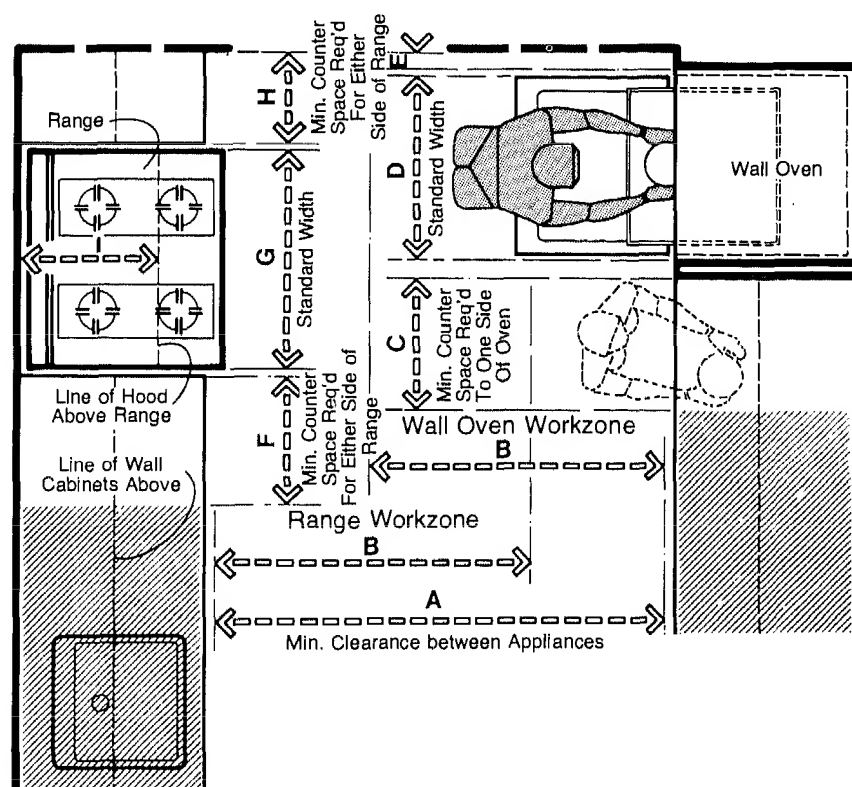 H
Min. Counter
Space Req'd
For Either
Side of Range
E
Range
D
Standard Width
Wall Oven
G
Standard Width
I
C
Min. Counter
Space Req'd
To One Side
Of Oven
Line of Hood
Above Range
F
Min. Counter
Space Req'd
For Either Side of
Range
Wall Oven Workzone
B
Line of Wall
Cabinets Above
Range Workzone
B
A
Min. Clearance between Appliances